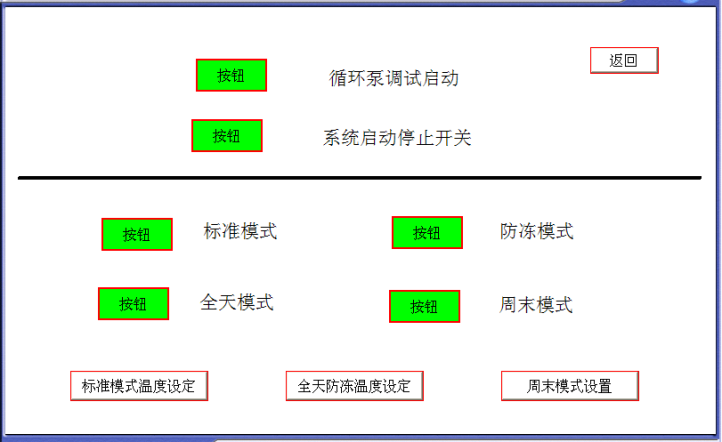 返回
按钮 循环泵调试启动
按钮 系统启动停止开关
按钮 标准模式 按钮 防冻模式
按钮 全天模式 按钮 周末模式
标准模式温度设定 全天防冻温度设定 周末模式设置